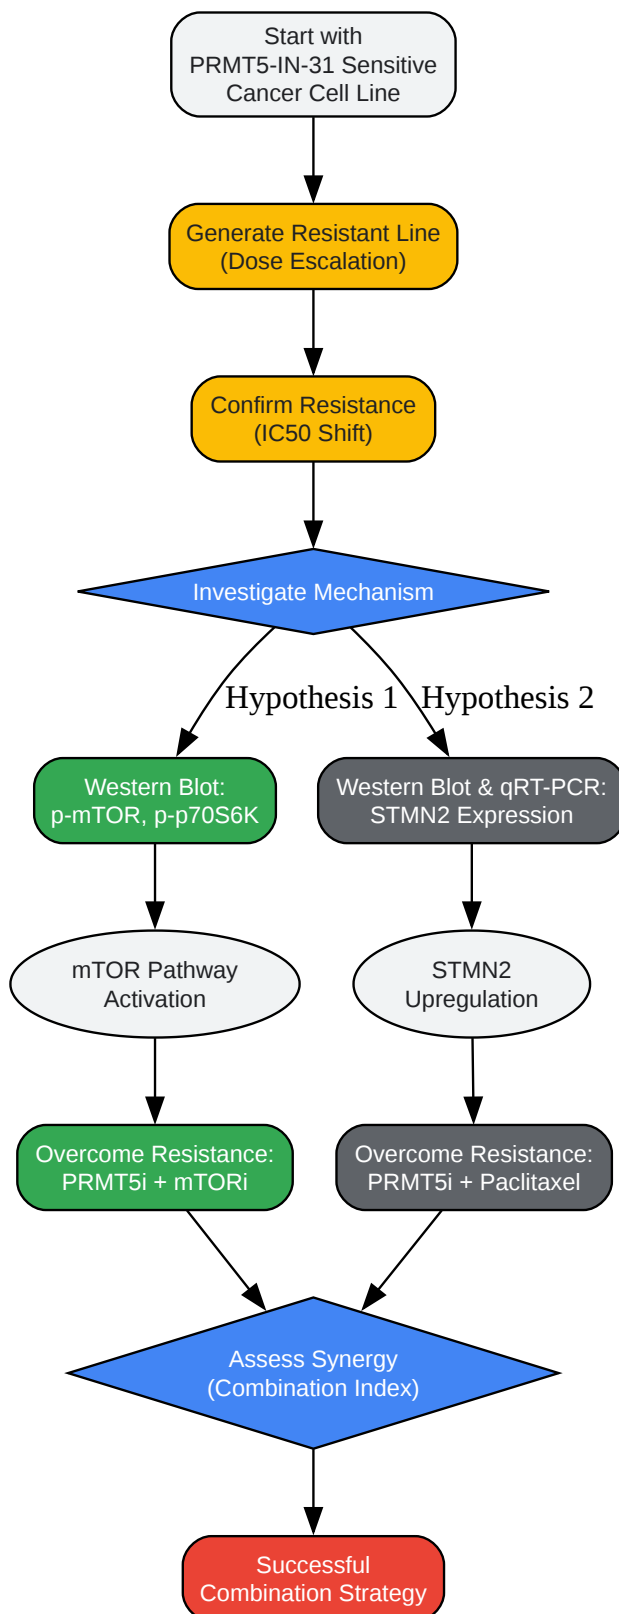 Start with
PRMT5-IN-31 Sensitive
Cancer Cell Line
Generate Resistant Line
(Dose Escalation)
Confirm Resistance
(IC50 Shift)
Investigate Mechanism
Hypothesis 1
Hypothesis 2
Western Blot:
p-mTOR, p-p70S6K
Western Blot & qRT-PCR:
STMN2 Expression
mTOR Pathway
Activation
STMN2
Upregulation
Overcome Resistance:
PRMT5i + mTORi
Overcome Resistance:
PRMT5i + Paclitaxel
Assess Synergy
(Combination Index)
Successful
Combination Strategy